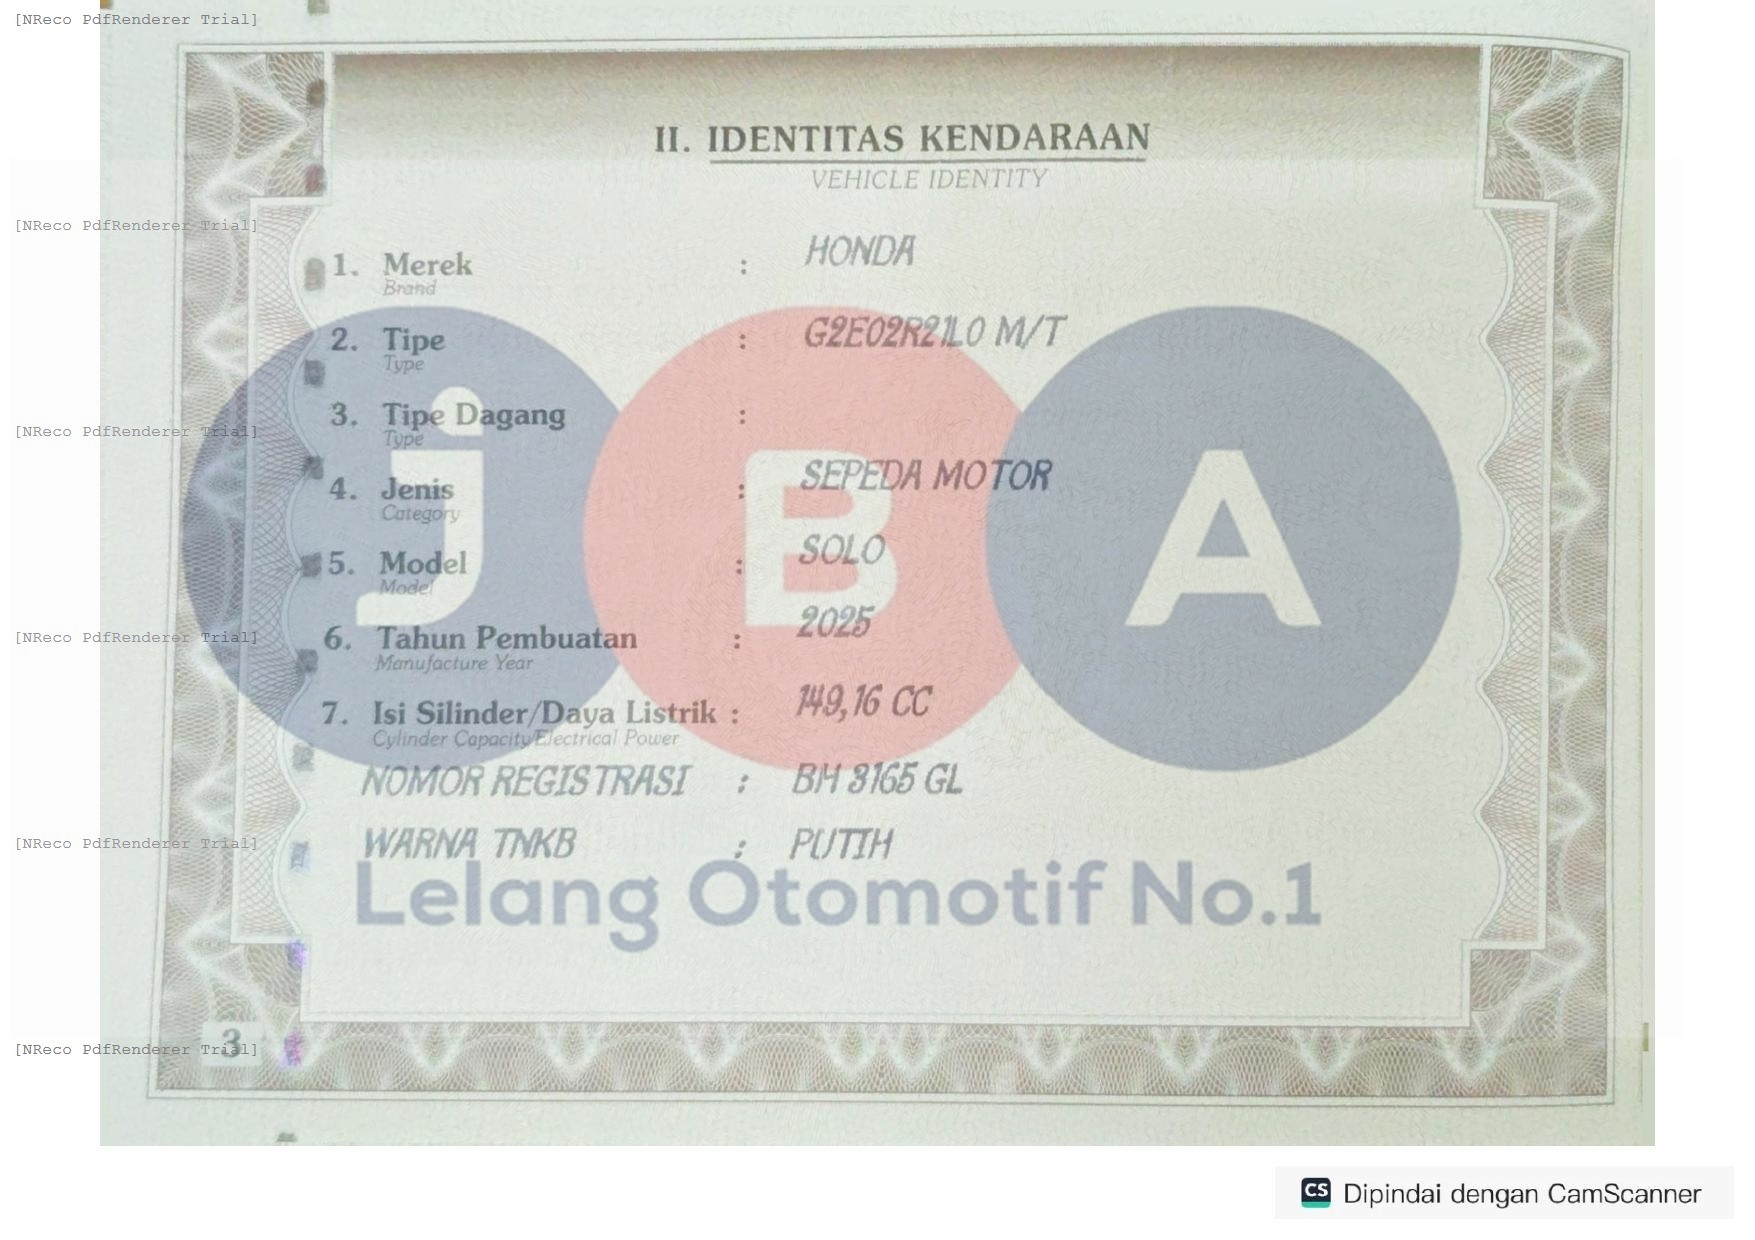 [NReco PdfRenderer Trial]
II. IDENTITAS KENDARAAN
VEHICLE IDENTITY
[NReco PdfRenderer Trial]
1. Merek : HONDA
Brand
2. Tipe : G2E02R21L0 M/T
Type
3. Tipe Dagang :
Type
[NReco PdfRenderer Trial]
4. Jenis : SEPEDA MOTOR
Category
5. Model : SOLO
Model
6. Tahun Pembuatan : 2025
Manufacture Year
[NReco PdfRenderer Trial]
7. Isi Silinder/Daya Listrik : 149,16 CC
Cylinder Capacity/Electrical Power
NOMOR REGISTRASI : BH 3165 GL
WARNA TNKB : PUTIH
[NReco PdfRenderer Trial]
jBA
Lelang Otomotif No.1
3
[NReco PdfRenderer Trial]
CS Dipindai dengan CamScanner